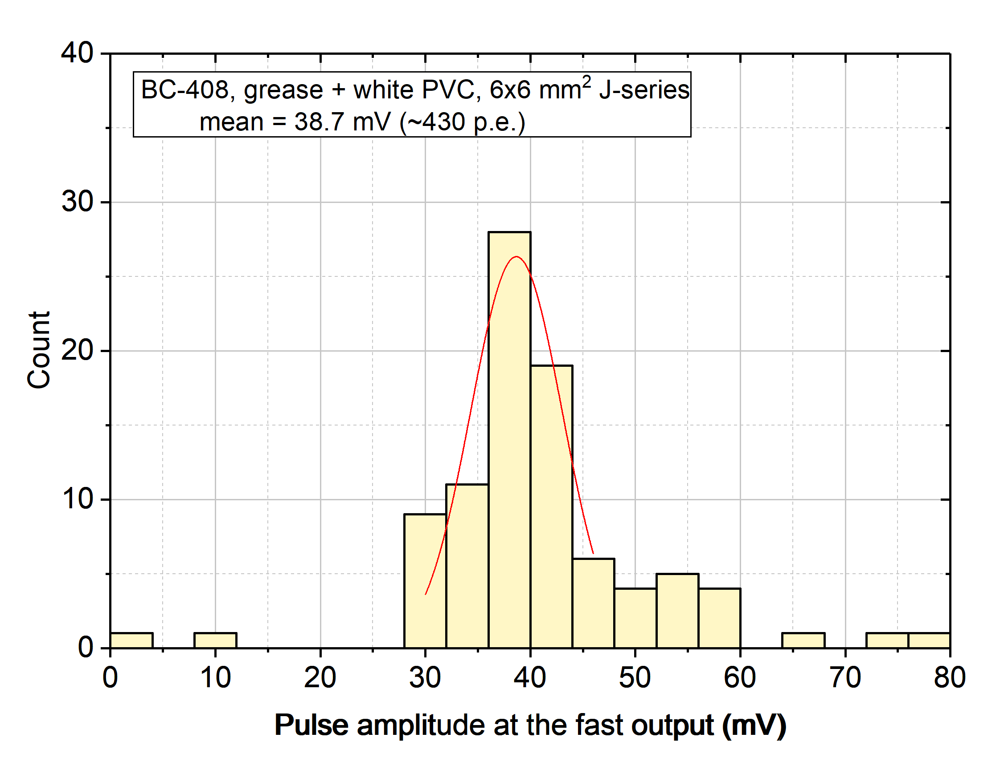 BC-408, grease + white PVC, 6x6 mm² J-series
mean = 38.7 mV (~430 p.e.)
40
30
20
10
0
Count
0 10 20 30 40 50 60 70 80
Pulse amplitude at the fast output (mV)